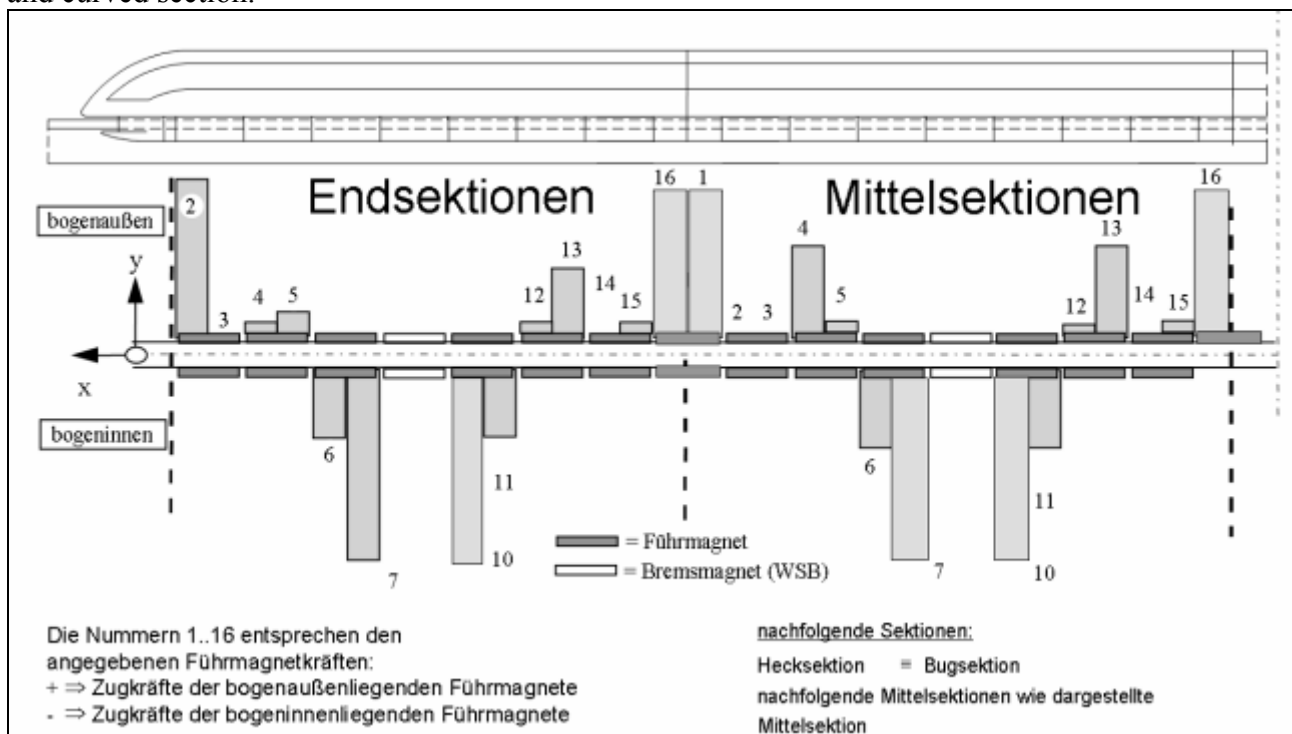 and curved section.
Endsektionen
Mittelsektionen
bogenaußen
y
x
bogeninnen
2
3
4
5
6
7
10
11
12
13
14
15
16
1
2
3
4
5
6
7
10
11
12
13
14
15
16
= Führmagnet
= Bremsmagnet (WSB)
Die Nummern 1..16 entsprechen den
angegebenen Führmagnetkräften:
+ ⇒ Zugkräfte der bogenaußenliegenden Führmagnete
- ⇒ Zugkräfte der bogeninnenliegenden Führmagnete
nachfolgende Sektionen:
Hecksektion ≡ Bugsektion
nachfolgende Mittelsektionen wie dargestellte
Mittelsektion